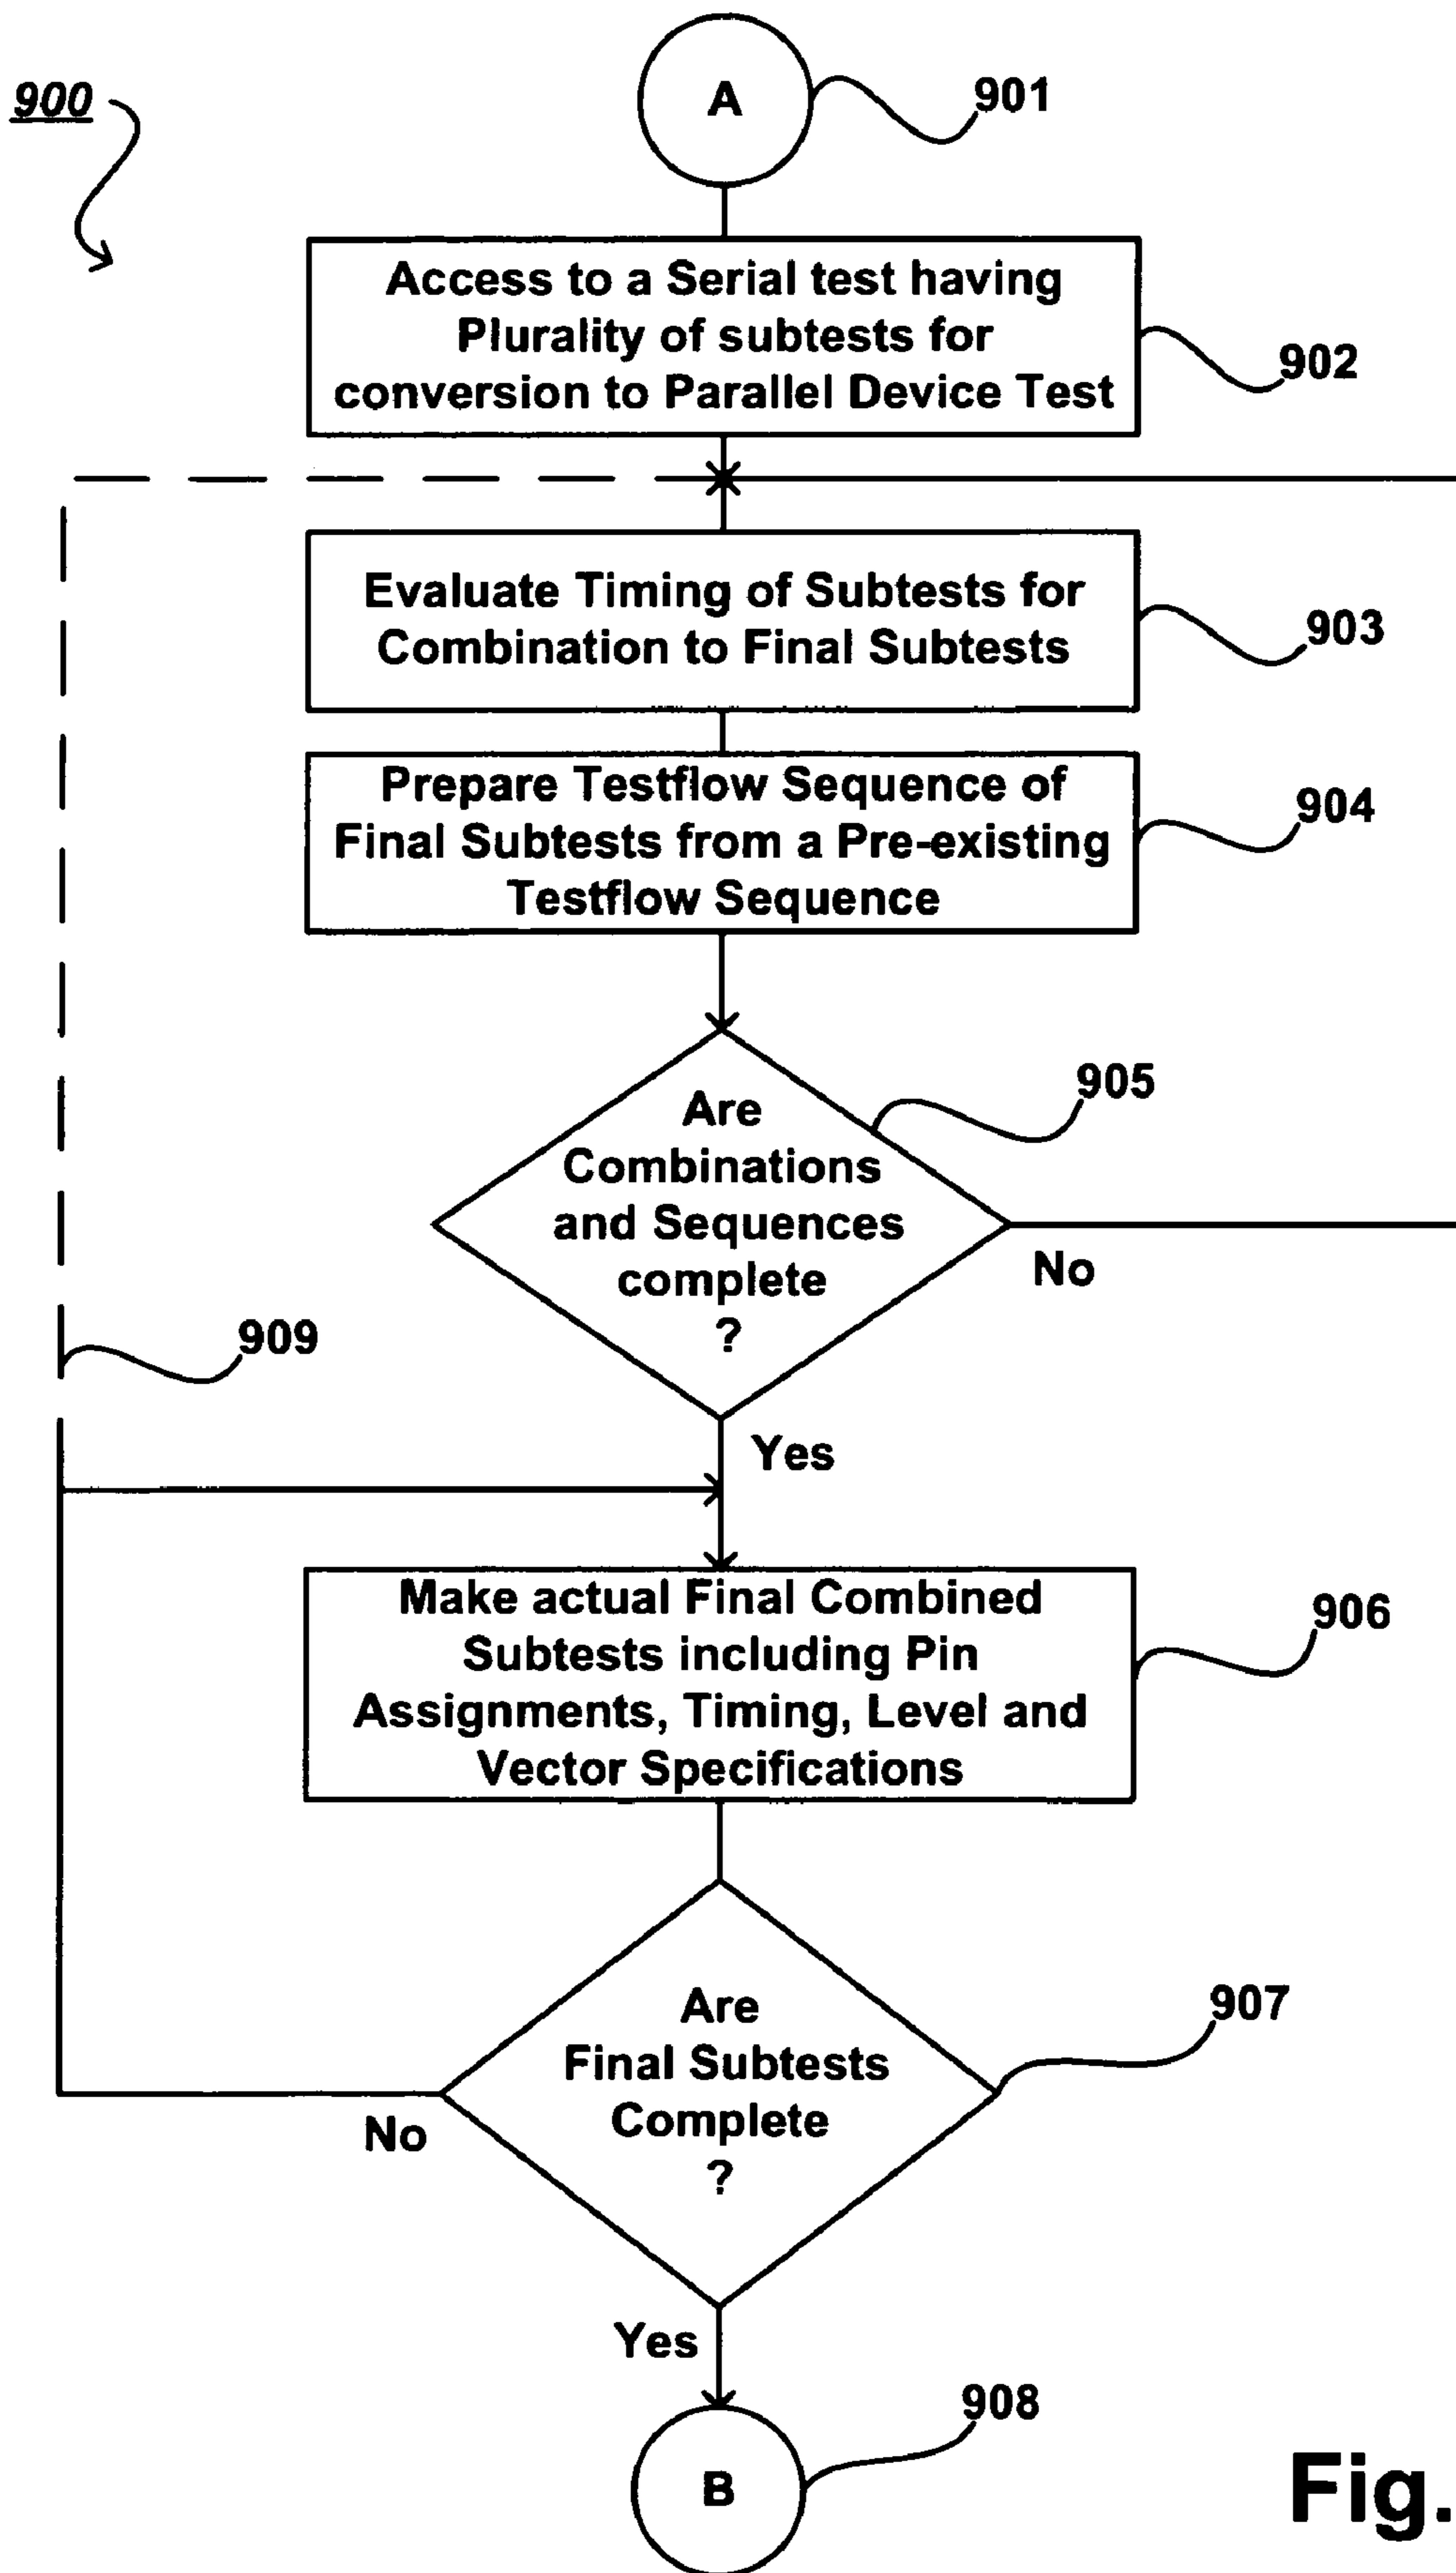 900
A
901
Access to a Serial test having
Plurality of subtests for
conversion to Parallel Device Test
902
Evaluate Timing of Subtests for
Combination to Final Subtests
903
Prepare Testflow Sequence of
Final Subtests from a Pre-existing
Testflow Sequence
904
Are
Combinations
and Sequences
complete
?
905
No
909
Yes
Make actual Final Combined
Subtests including Pin
Assignments, Timing, Level and
Vector Specifications
906
Are
Final Subtests
Complete
?
907
No
Yes
B
908
Fig.